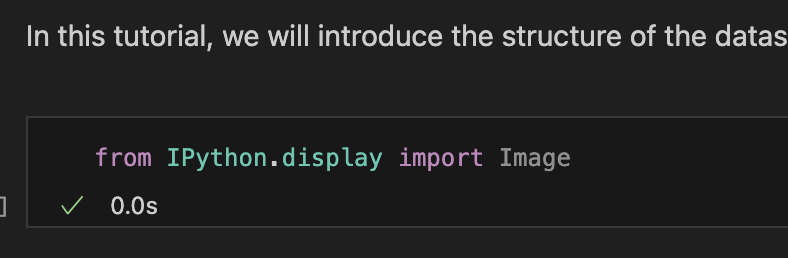 In this tutorial, we will introduce the structure of the datas
from IPython.display import Image
]
0.0s